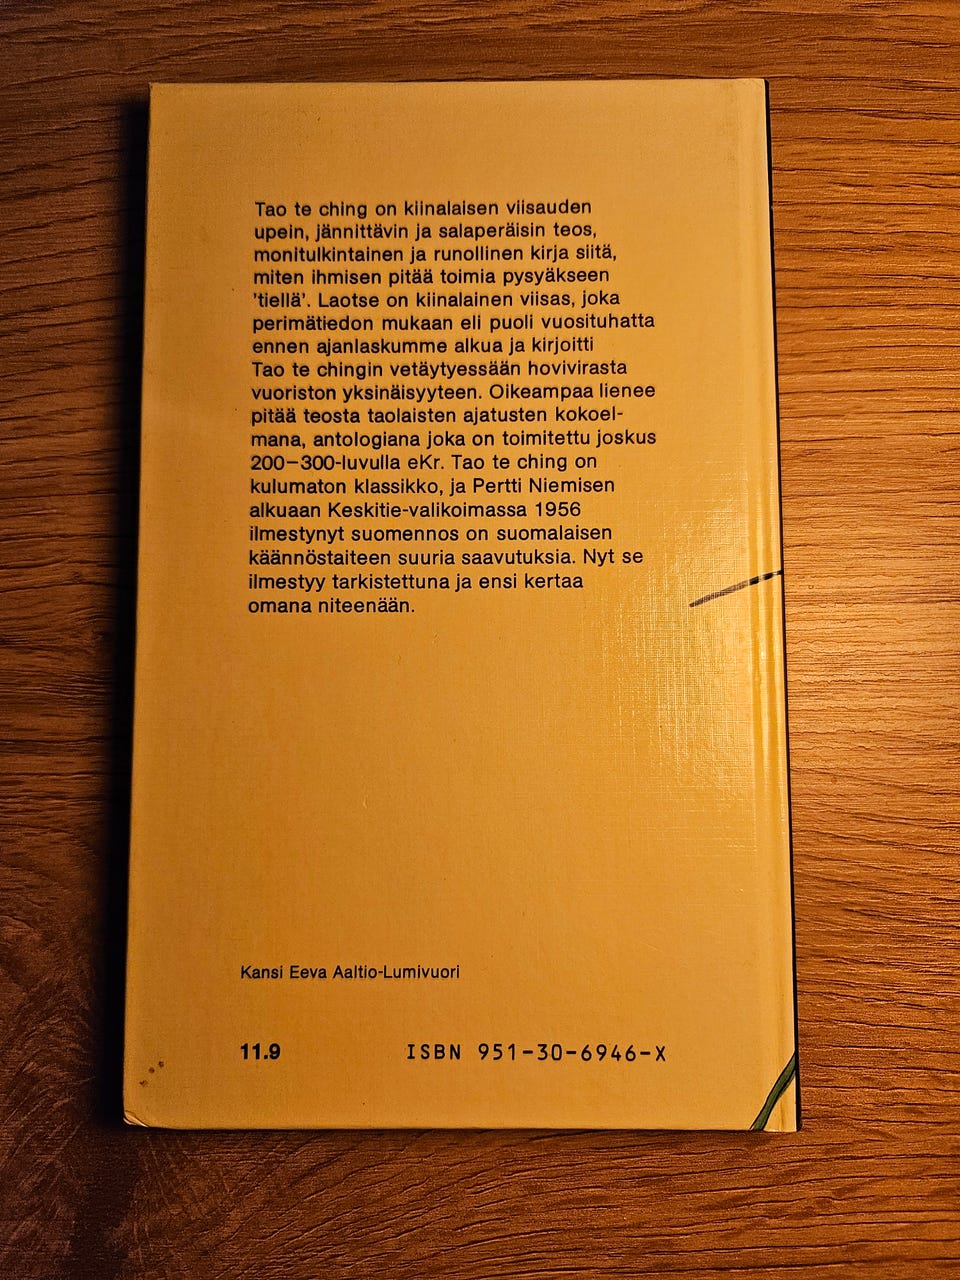 Tao te ching on kiinalaisen viisauden
upein, jännittävin ja salaperäisin teos,
monitulkintainen ja runollinen kirja siitä,
miten ihmisen pitää toimia pysyäkseen
'tiellä'. Laotse on kiinalainen viisas, joka
perimätiedon mukaan eli puoli vuosituhatta
ennen ajanlaskumme alkua ja kirjoitti
Tao te chingin vetäytyessään hovivirasta
vuoriston yksinäisyyteen. Oikeampaa lienee
pitää teosta taolaisten ajatusten kokoel-
mana, antologiana joka on toimitettu joskus
200–300-luvulla eKr. Tao te ching on
kulumaton klassikko, ja Pertti Niemisen
alkuaan Keskitie-valikoimassa 1956
ilmestynyt suomennos on suomalaisen
käännöstaiteen suuria saavutuksia. Nyt se
ilmestyy tarkistettuna ja ensi kertaa
omana niteenään.
Kansi Eeva Aaltio-Lumivuori
11.9 ISBN 951-30-6946-X